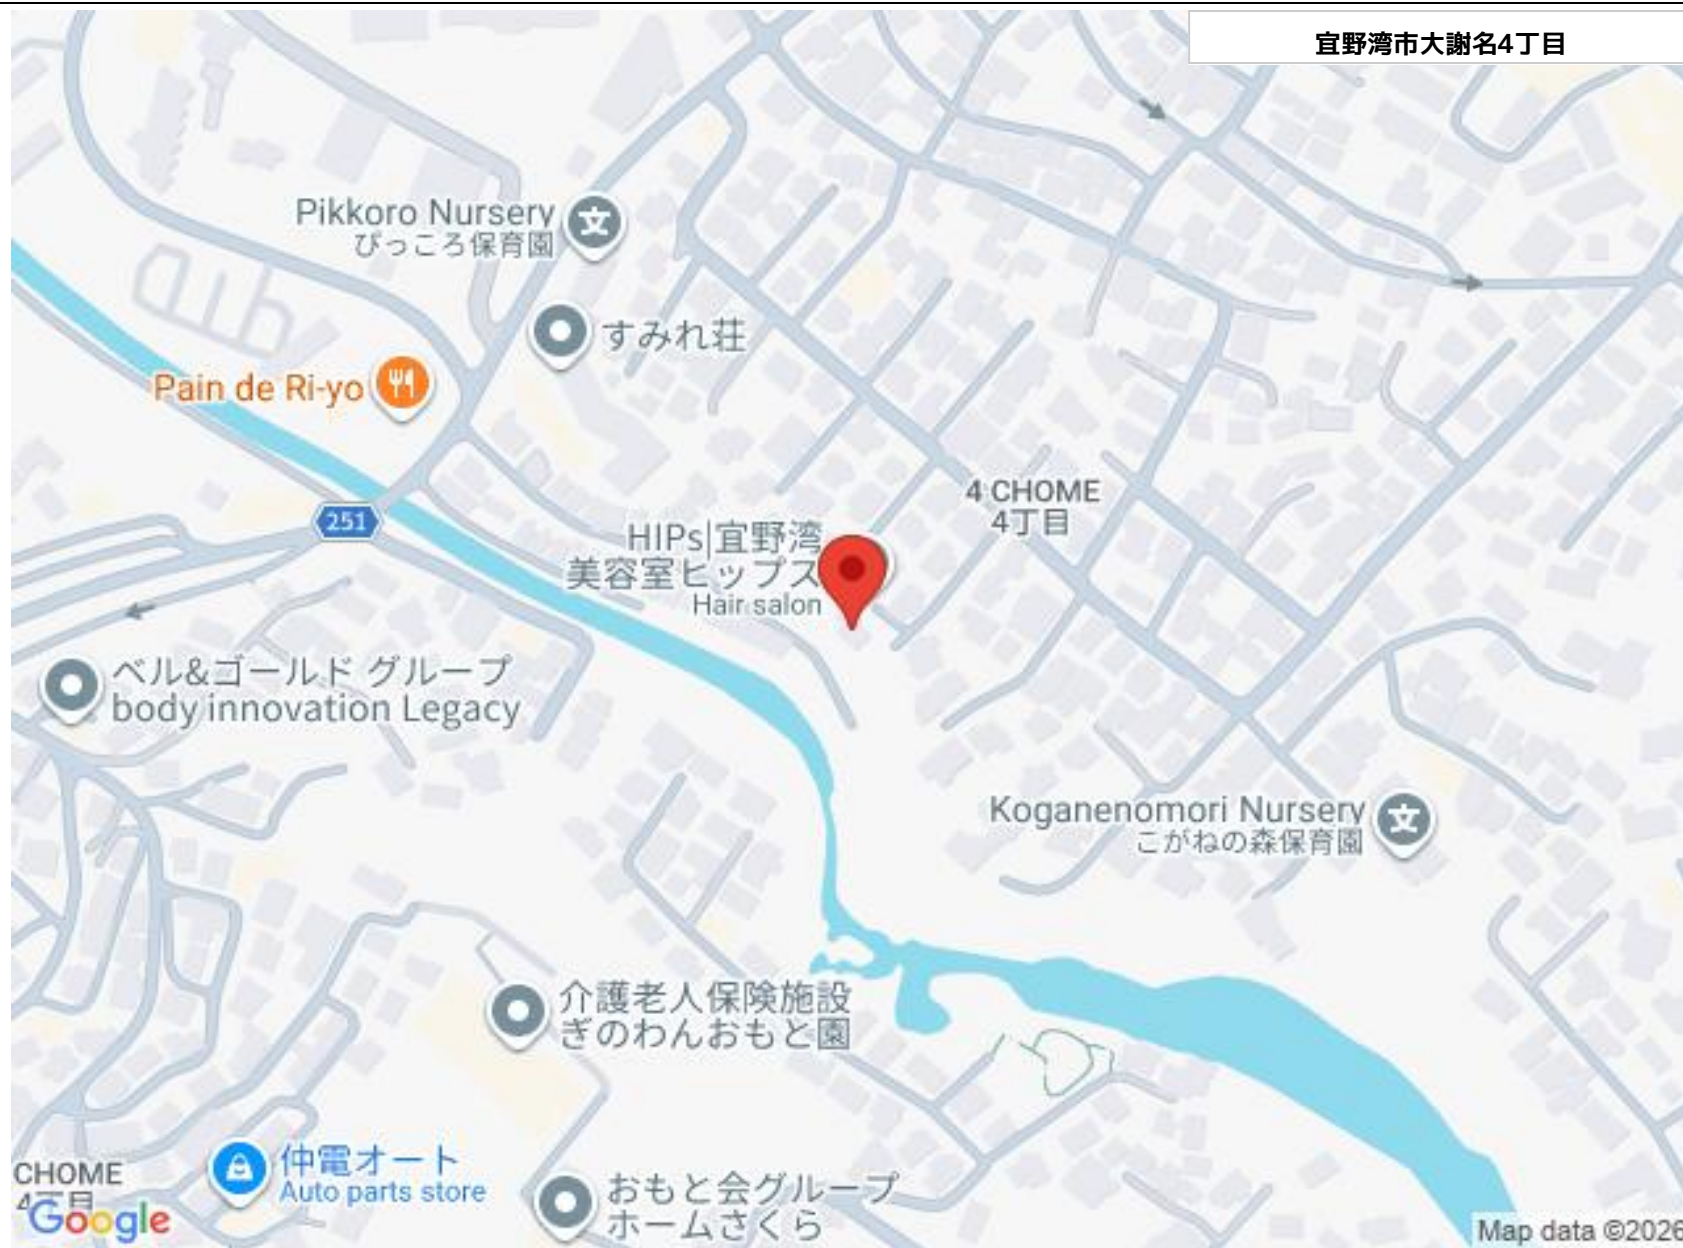 宜野湾市大謝名4丁目
Pikkoro Nursery
ぴっころ保育園
すみれ荘
Pain de Ri-yo
4 CHOME
4丁目
251
HIPs|宜野湾
美容室ヒップス
Hair salon
ベル&ゴールド グループ
body innovation Legacy
Koganenomori Nursery
こがねの森保育園
介護老人保険施設
ぎのわんおもと園
仲電オート
Auto parts store
CHOME
4丁目
Google
おもと会グループ
ホームさくら
Map data ©2026